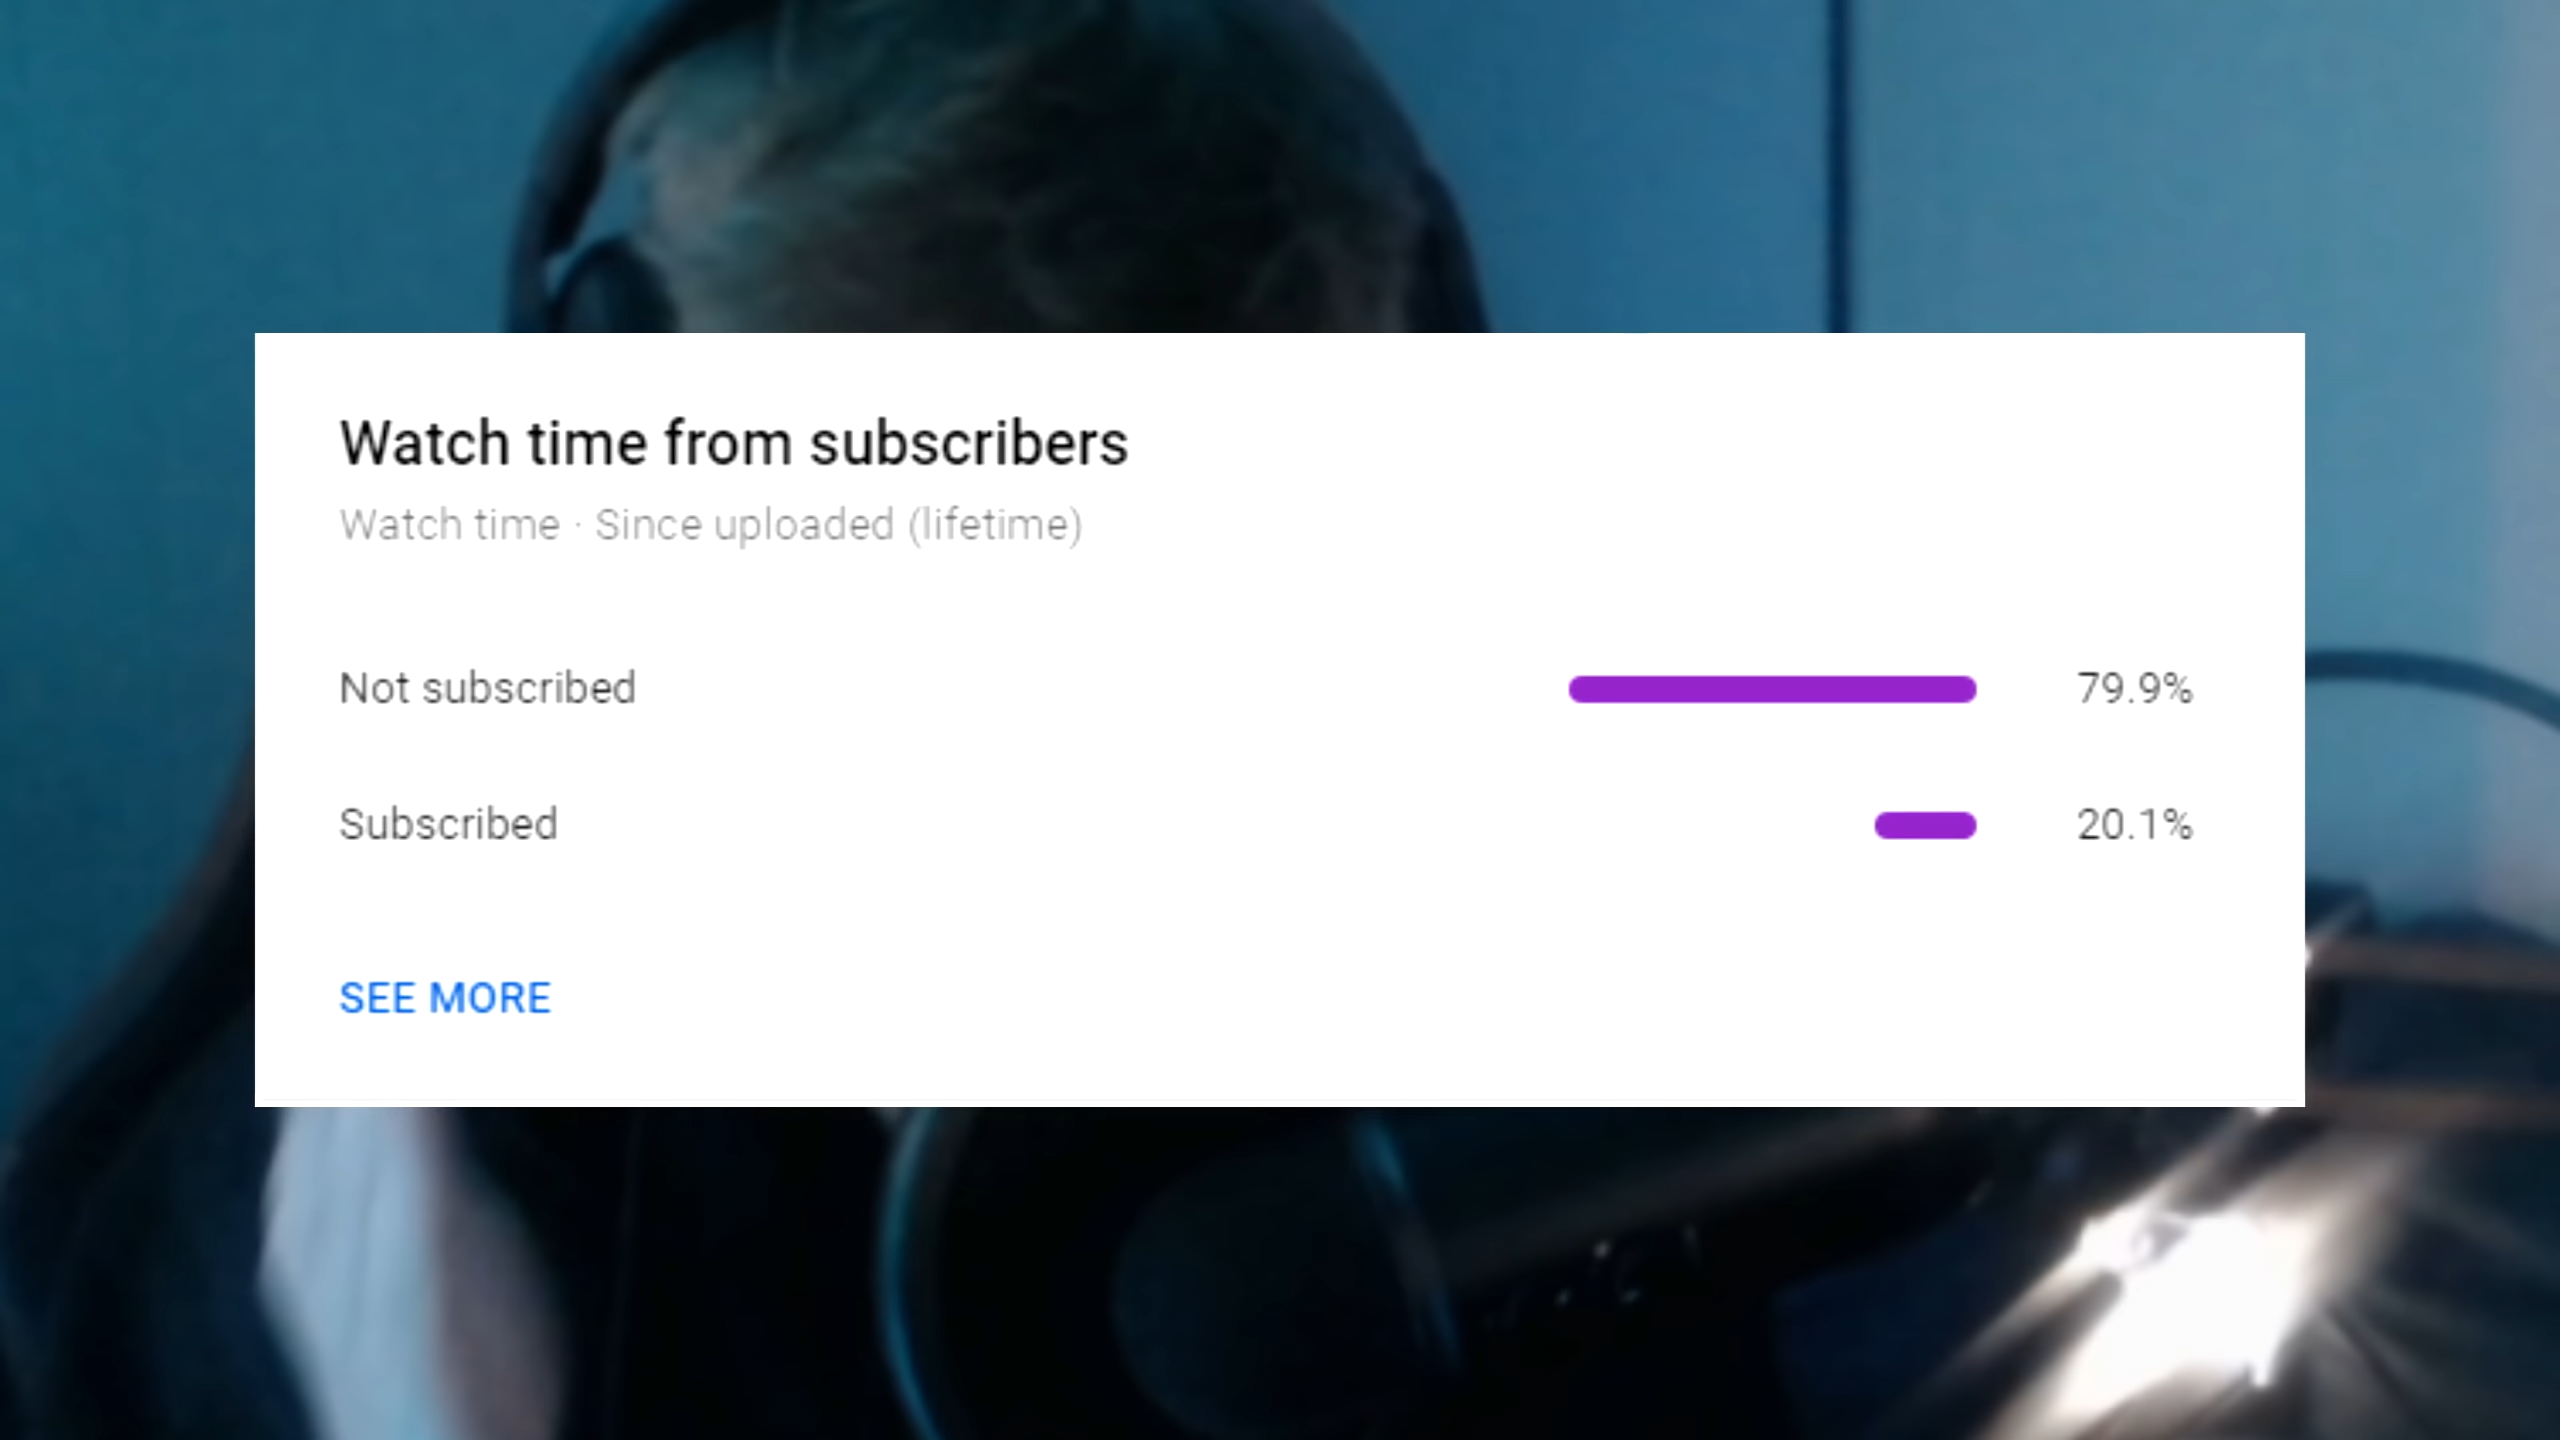 Watch time from subscribers
Watch time · Since uploaded (lifetime)
Not subscribed 79.9%
Subscribed 20.1%
SEE MORE